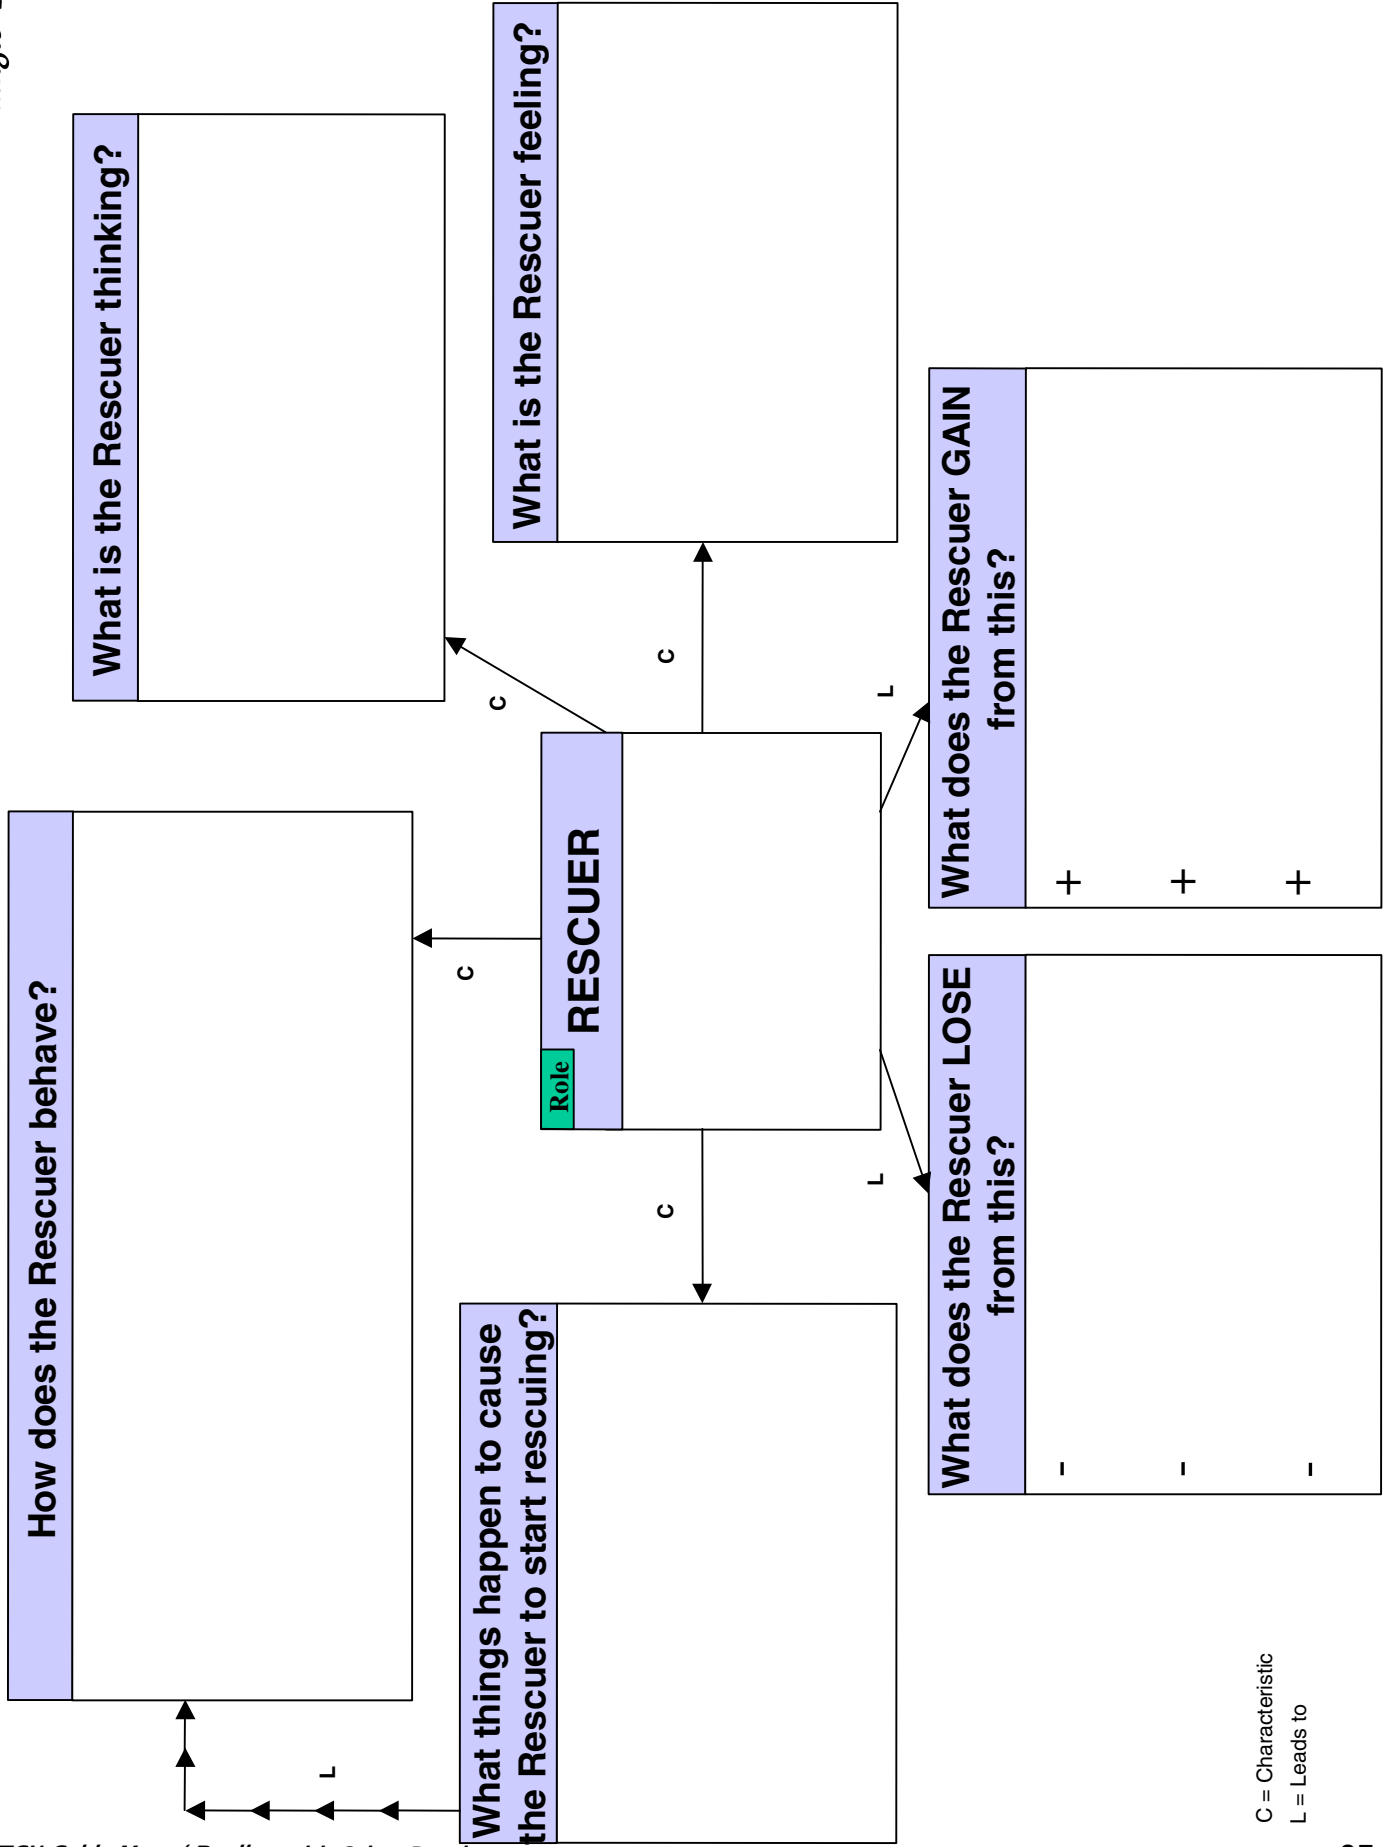 How does the Rescuer behave?
What is the Rescuer thinking?
What things happen to cause
the Rescuer to start rescuing?
Role
RESCUER
What is the Rescuer feeling?
What does the Rescuer LOSE
from this?
-
-
-
What does the Rescuer GAIN
from this?
+
+
+
L
C
C
C
C
L
L
C = Characteristic
L = Leads to